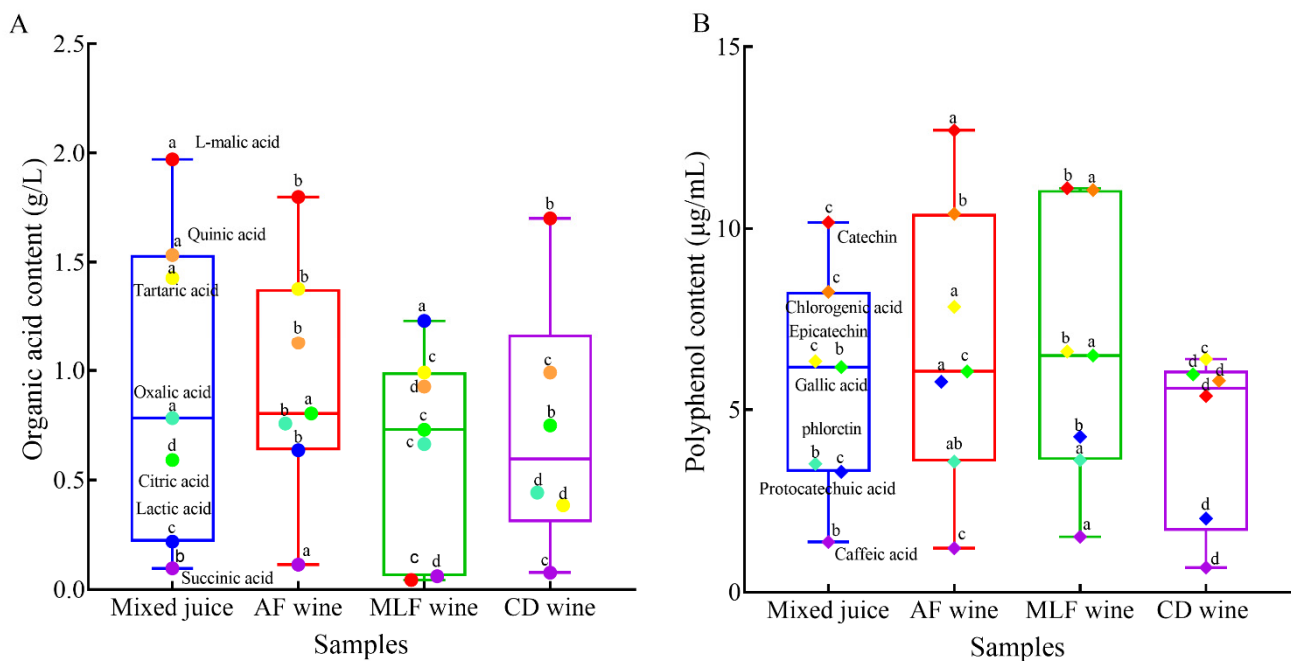 A
Organic acid content (g/L)
2.5
2.0
1.5
1.0
0.5
0.0
a
L-malic acid
a
Quinic acid
a
Tartaric acid
Oxalic acid
a
d
Citric acid
Lactic acid
c
b
Succinic acid
b
b
b
b
a
b
a
a
c
d
c
c
c
d
b
c
b
d
d
c
Mixed juice
AF wine
MLF wine
CD wine
Samples
B
Polyphenol content (μg/mL)
15
10
5
0
c
Catechin
c
Chlorogenic acid
Epicatechin
c
b
Gallic acid
phloretin
b
c
Protocatechuic acid
b
Caffeic acid
a
b
a
a
c
ab
c
b
a
b
a
b
a
a
c
d
d
d
d
d
Mixed juice
AF wine
MLF wine
CD wine
Samples